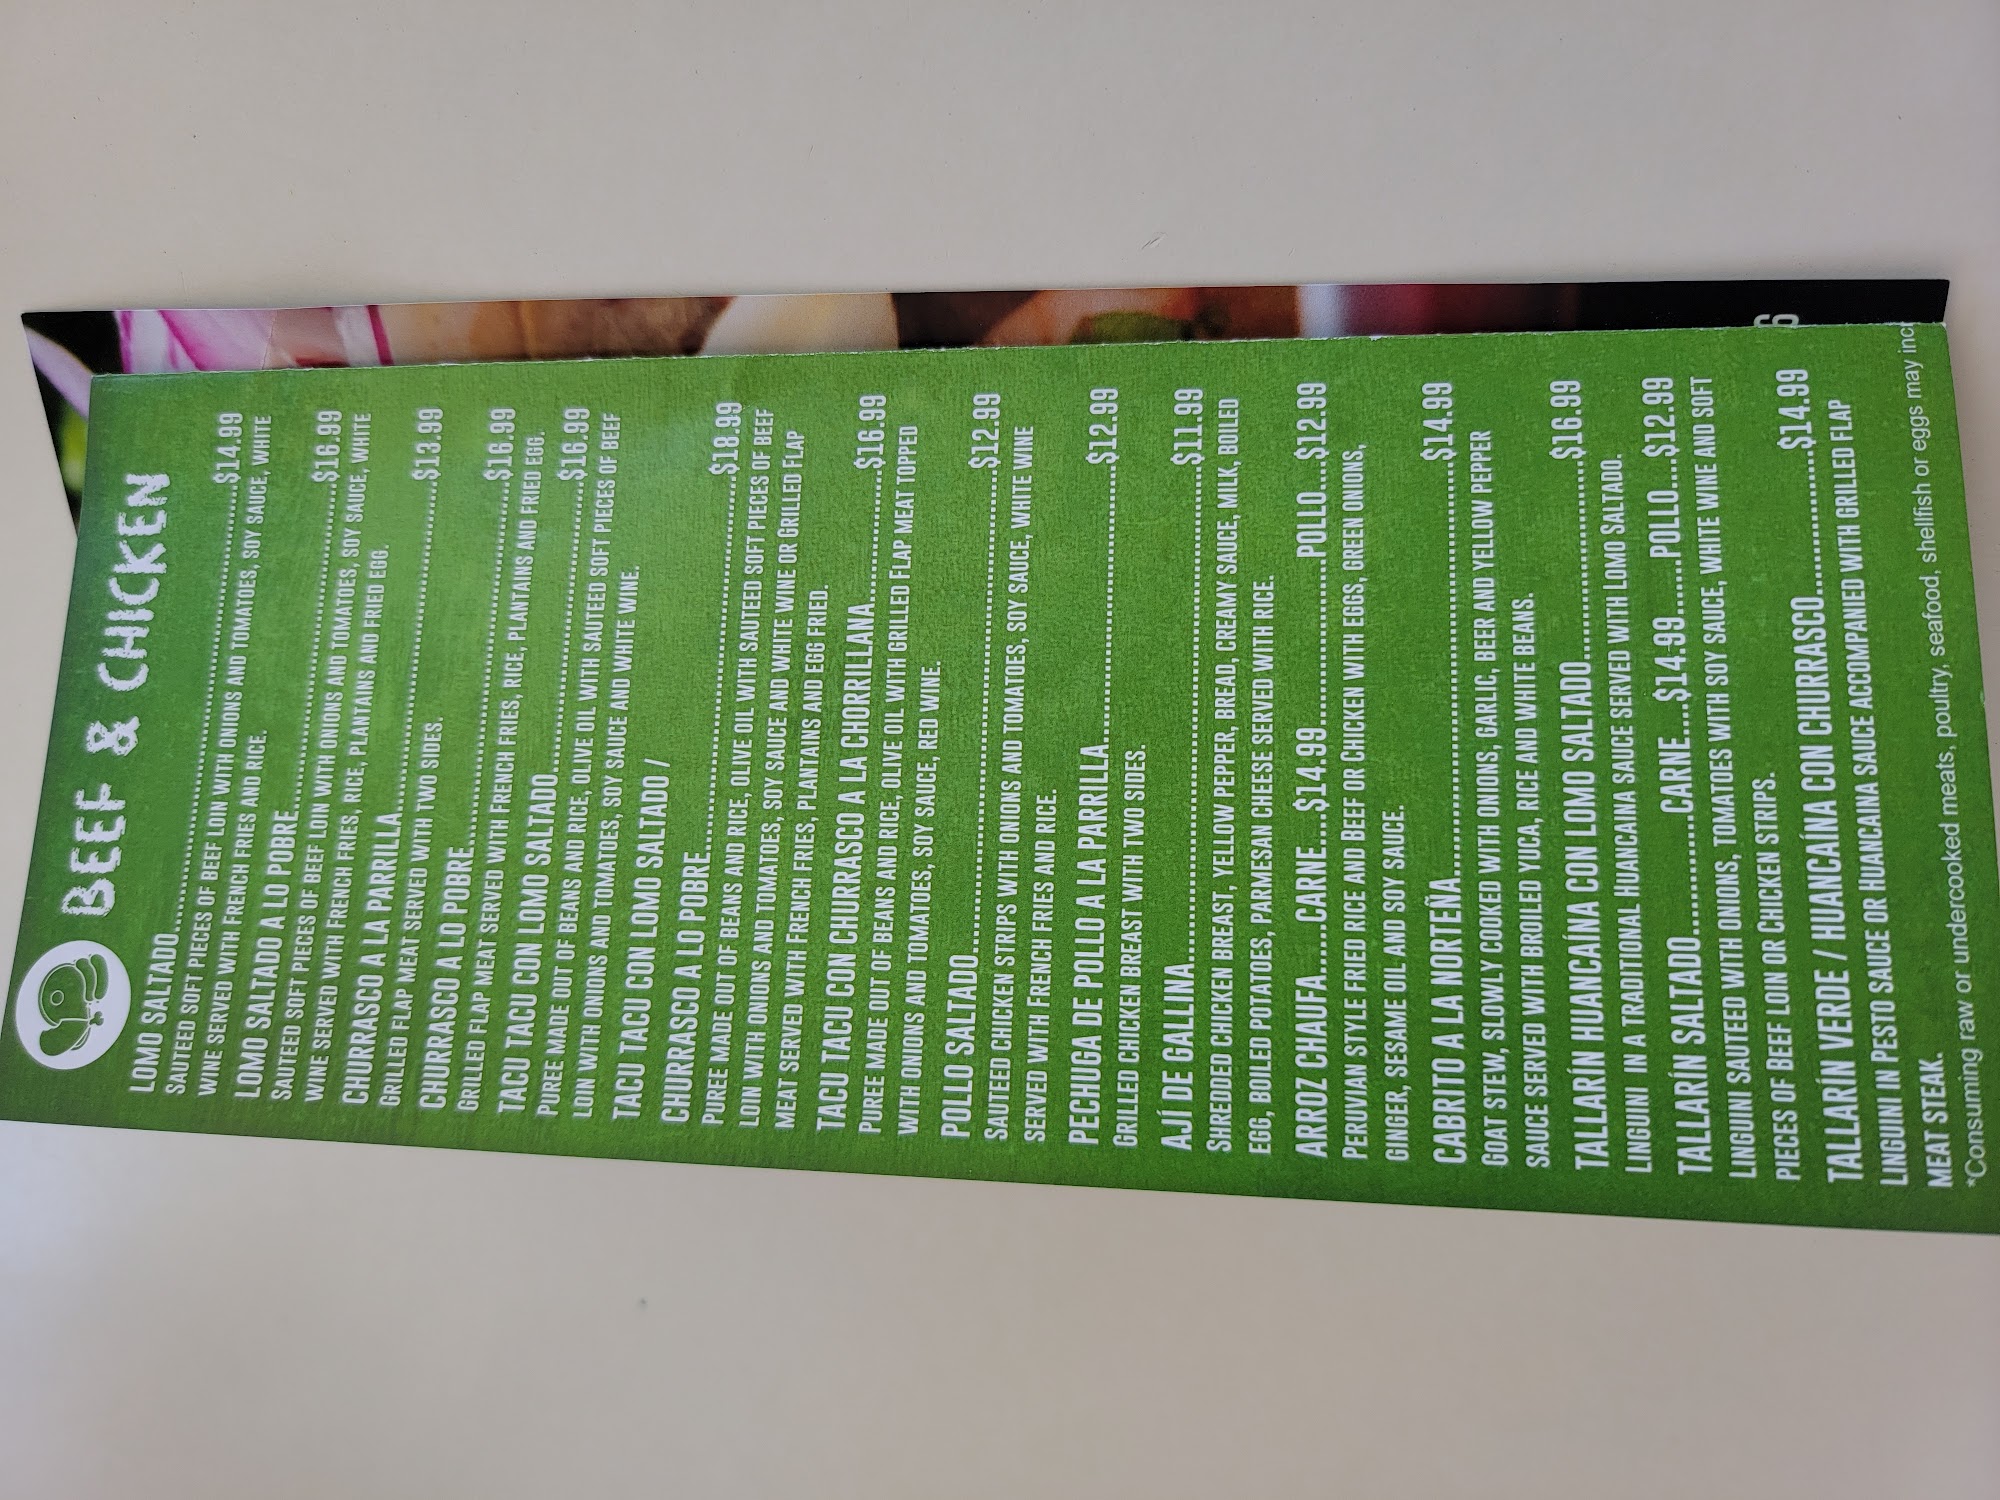 BEEF & CHICKEN
LOMO SALTADO..........$14.99
SAUTEED SOFT PIECES OF BEEF LOIN WITH ONIONS AND TOMATOES, SOY SAUCE, WHITE
WINE SERVED WITH FRENCH FRIES AND RICE.
LOMO SALTADO A LO POBRE..........$16.99
SAUTEED SOFT PIECES OF BEEF LOIN WITH ONIONS AND TOMATOES, SOY SAUCE, WHITE
WINE SERVED WITH FRENCH FRIES, RICE, PLANTAINS AND FRIED EGG.
CHURRASCO A LA PARRILLA..........$13.99
GRILLED FLAP MEAT SERVED WITH TWO SIDES.
CHURRASCO A LO POBRE..........$16.99
GRILLED FLAP MEAT SERVED WITH FRENCH FRIES, RICE, PLANTAINS AND FRIED EGG.
TACU TACU CON LOMO SALTADO..........$16.99
PUREE MADE OUT OF BEANS AND RICE, OLIVE OIL WITH SAUTEED SOFT PIECES OF BEEF
LOIN WITH ONIONS AND TOMATOES, SOY SAUCE AND WHITE WINE.
TACU TACU CON LOMO SALTADO /
CHURRASCO A LO POBRE..........$18.99
PUREE MADE OUT OF BEANS AND RICE, OLIVE OIL WITH SAUTEED SOFT PIECES OF BEEF
LOIN WITH ONIONS AND TOMATOES, SOY SAUCE AND WHITE WINE OR GRILLED FLAP
MEAT SERVED WITH FRENCH FRIES, PLANTAINS AND EGG FRIED.
TACU TACU CON CHURRASCO A LA CHORRILLANA..........$16.99
PUREE MADE OUT OF BEANS AND RICE, OLIVE OIL WITH GRILLED FLAP MEAT TOPPED
WITH ONIONS AND TOMATOES, SOY SAUCE, RED WINE.
POLLO SALTADO..........$12.99
SAUTEED CHICKEN STRIPS WITH ONIONS AND TOMATOES, SOY SAUCE, WHITE WINE
SERVED WITH FRENCH FRIES AND RICE.
PECHUGA DE POLLO A LA PARRILLA..........$12.99
GRILLED CHICKEN BREAST WITH TWO SIDES.
AJÍ DE GALLINA..........$11.99
SHREDDED CHICKEN BREAST, YELLOW PEPPER, BREAD, CREAMY SAUCE, MILK, BOILED
EGG, BOILED POTATOES, PARMESAN CHEESE SERVED WITH RICE.
ARROZ CHAUFA......CARNE...$14.99..........POLLO...$12.99
PERUVIAN STYLE FRIED RICE AND BEEF OR CHICKEN WITH EGGS, GREEN ONIONS,
GINGER, SESAME OIL AND SOY SAUCE.
CABRITO A LA NORTEÑA..........$14.99
GOAT STEW, SLOWLY COOKED WITH ONIONS, GARLIC, BEER AND YELLOW PEPPER
SAUCE SERVED WITH BROILED YUCA, RICE AND WHITE BEANS.
TALLARÍN HUANCAÍNA CON LOMO SALTADO..........$16.99
LINGUINI IN A TRADITIONAL HUANCAINA SAUCE SERVED WITH LOMO SALTADO.
TALLARÍN SALTADO..........CARNE...$14.99......POLLO...$12.99
LINGUINI SAUTEED WITH ONIONS, TOMATOES WITH SOY SAUCE, WHITE WINE AND SOFT
PIECES OF BEEF LOIN OR CHICKEN STRIPS.
TALLARÍN VERDE / HUANCAÍNA CON CHURRASCO..........$14.99
LINGUINI IN PESTO SAUCE OR HUANCAINA SAUCE ACCOMPANIED WITH GRILLED FLAP
MEAT STEAK.
*Consuming raw or undercooked meats, poultry, seafood, shellfish or eggs may